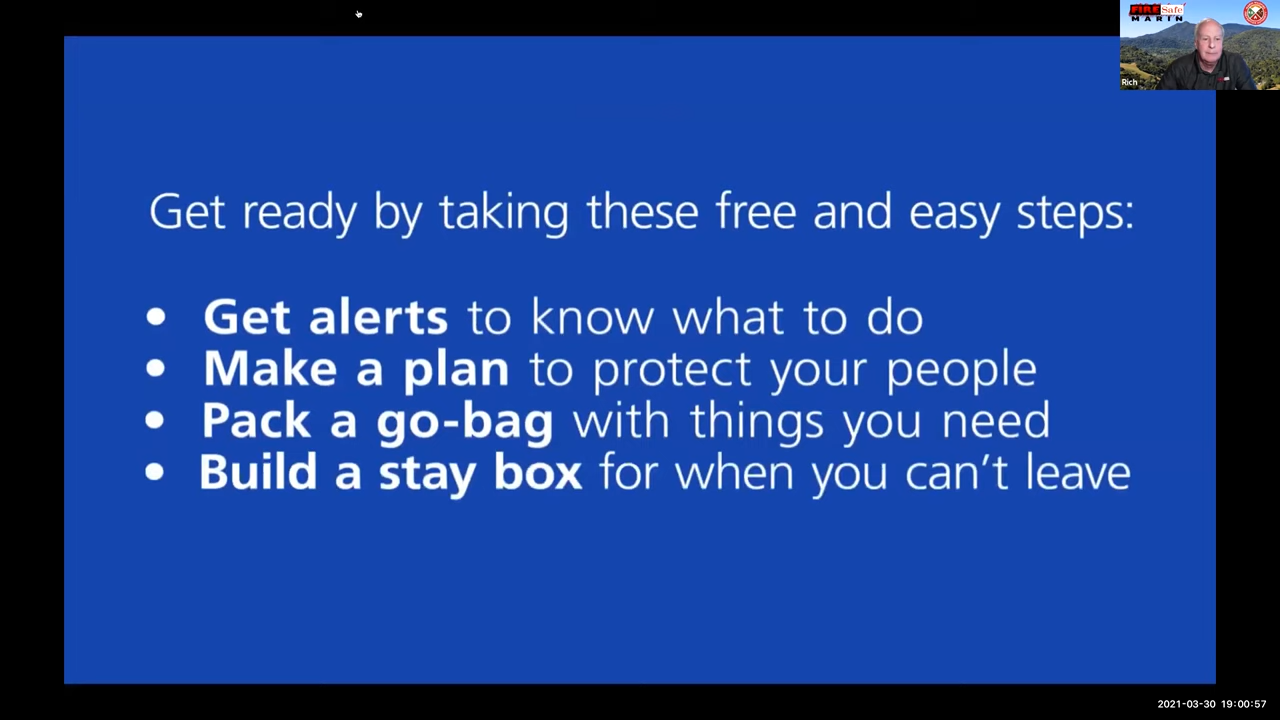 FIRE Safe
MARIN
Rich
Get ready by taking these free and easy steps:
• Get alerts to know what to do
• Make a plan to protect your people
• Pack a go-bag with things you need
• Build a stay box for when you can’t leave
2021-03-30 19:00:57